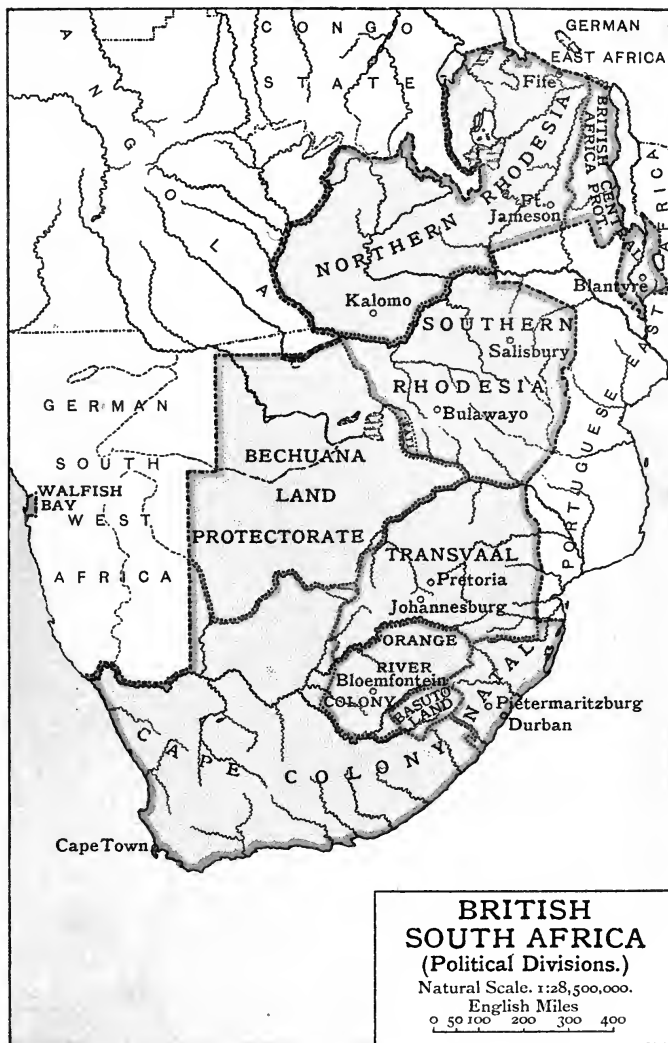 CONGO
STATE
GERMAN
EAST AFRICA
ANGOLA
Fife
NORTHERN RHODESIA
BRITISH CENTRAL
AFRICA PROT.
Ft.
Jameson
Blantyre
Kalomo
SOUTHERN
Salisbury
RHODESIA
Bulawayo
PORTUGUESE EAST AFRICA
GERMAN
SOUTH
WEST
AFRICA
WALFISH
BAY
BECHUANA
LAND
PROTECTORATE
TRANSVAAL
Pretoria
Johannesburg
ORANGE
RIVER
Bloemfontein
COLONY
BASUTO
LAND
NATAL
Pietermaritzburg
Durban
CAPE COLONY
Cape Town
BRITISH
SOUTH AFRICA
(Political Divisions.)
Natural Scale. 1:28,500,000.
English Miles
0 50 100 200 300 400